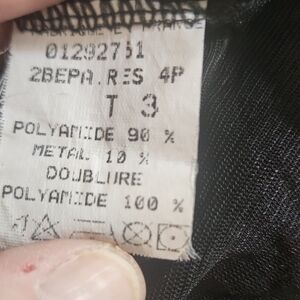 01292751
2BEPA.RES 4P
T 3
POLYAMIDE 90 %
METAL 10 %
DOUBLURE
POLYAMIDE 100 %